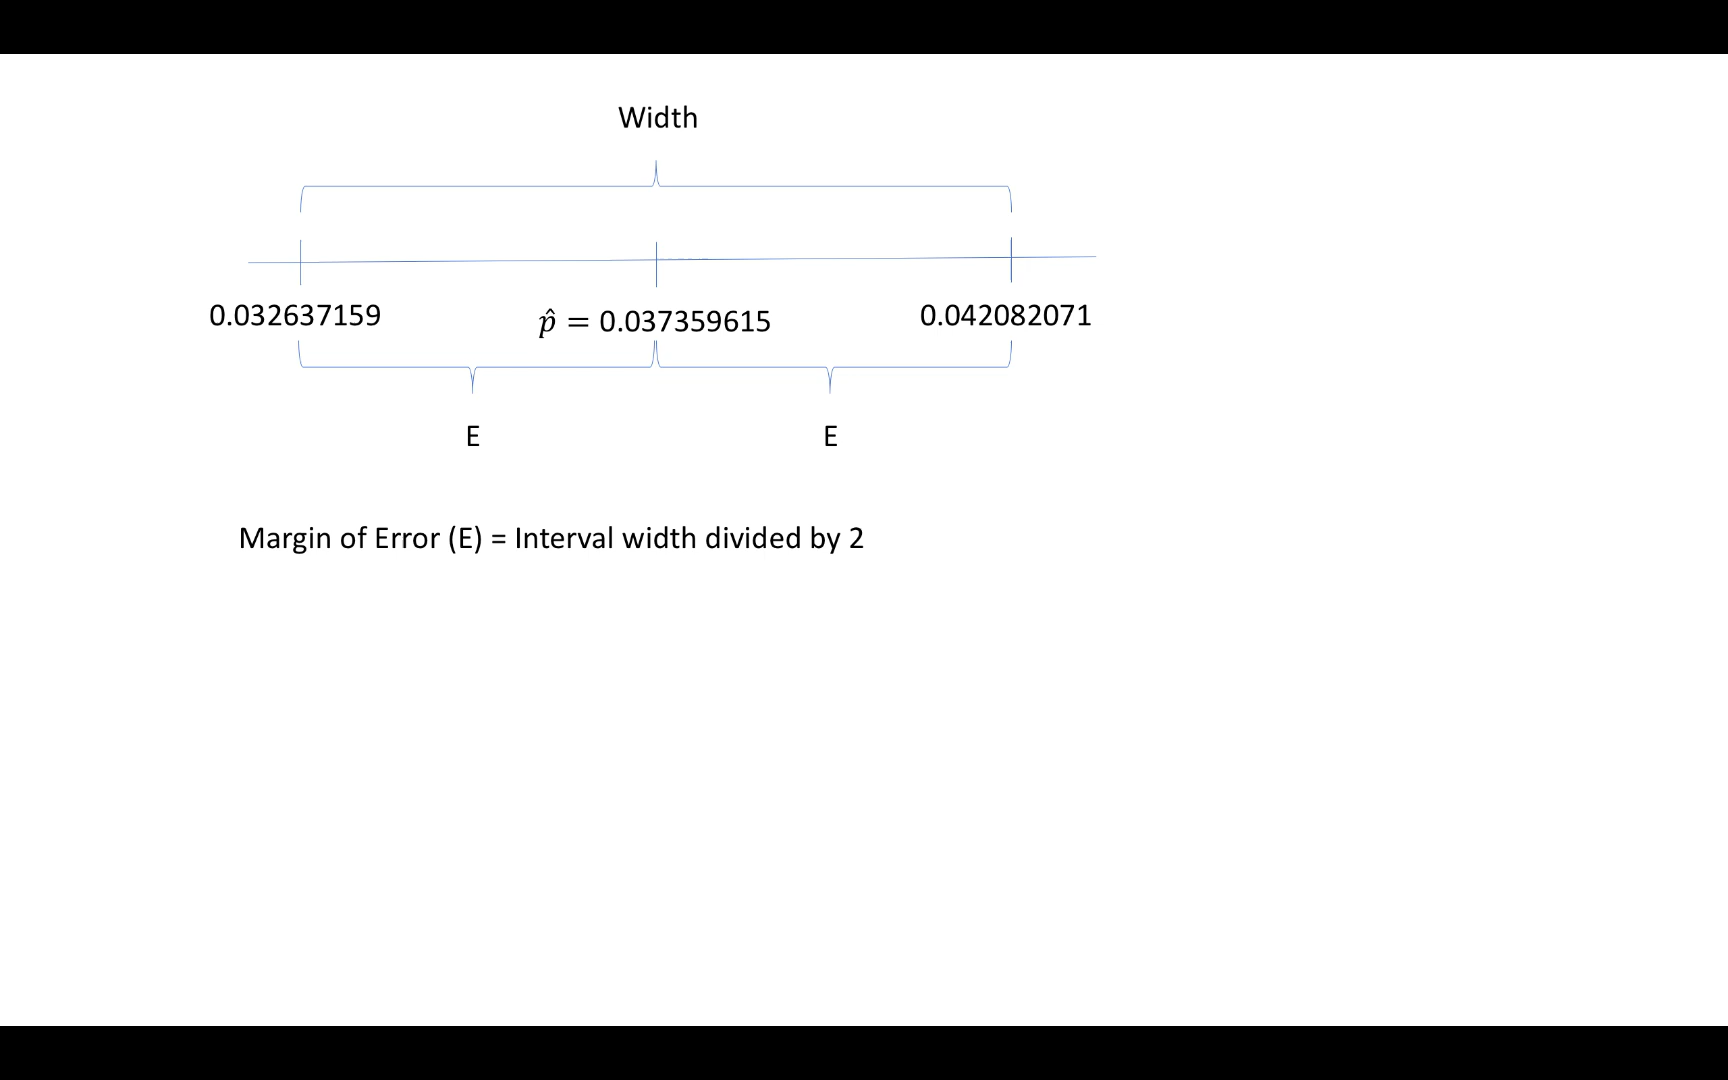 Width
0.032637159
p̂ = 0.037359615
0.042082071
E
E
Margin of Error (E) = Interval width divided by 2